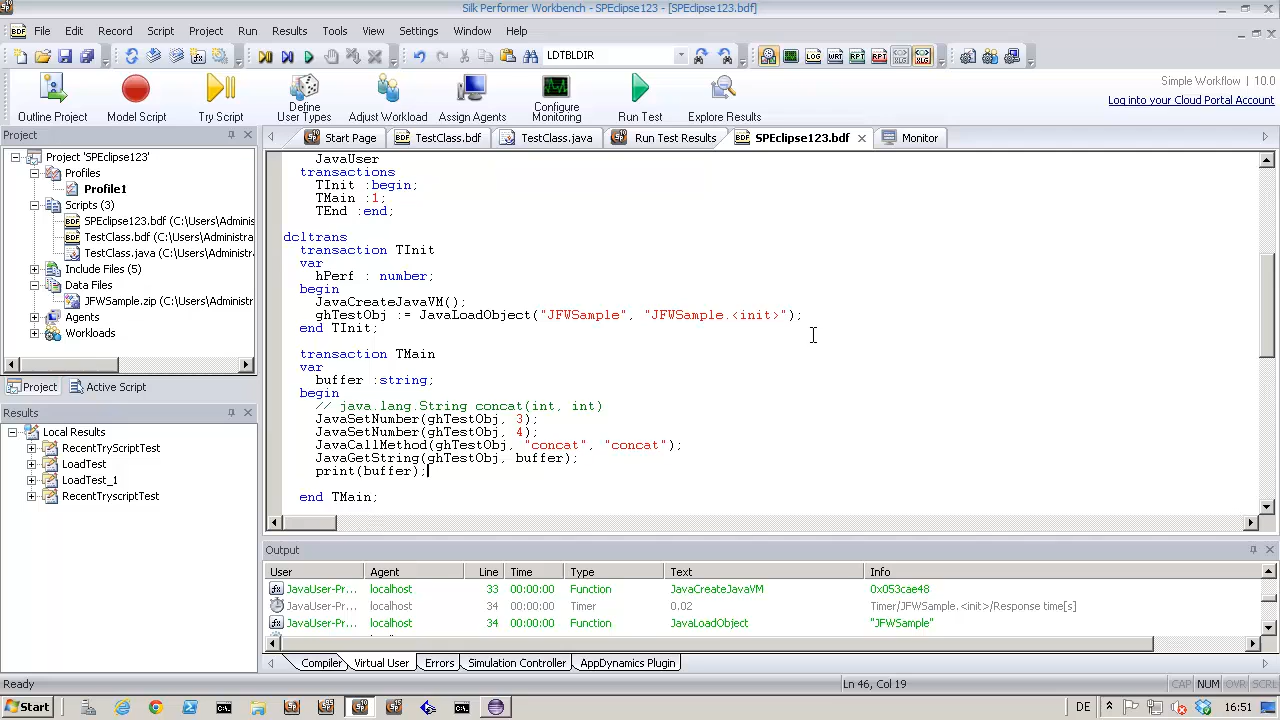 Silk Performer Workbench - SPEclipse123 - [SPEclipse123.bdf]
File Edit Record Script Project Run Results Tools View Settings Window Help
LDTBLDIR
Outline Project Model Script Try Script Define User Types Adjust Workload Assign Agents Configure Monitoring Run Test Explore Results
Simple Workflow | 10.0
Log into your Cloud Portal Account
Project
Start Page TestClass.bdf TestClass.java Run Test Results SPEclipse123.bdf Monitor
Project 'SPEclipse123'
Profiles
Profile1
Scripts (3)
SPEclipse123.bdf (C:\Users\Adminis
TestClass.bdf (C:\Users\Administra
TestClass.java (C:\Users\Administra
Include Files (5)
Data Files
JFWSample.zip (C:\Users\Administr
Agents
Workloads
Project Active Script
Results
Local Results
RecentTryScriptTest
LoadTest
LoadTest_1
RecentTryscriptTest
JavaUser
transactions
TInit :begin;
TMain :1;
TEnd :end;
dcltrans
transaction TInit
var
hPerf : number;
begin
JavaCreateJavaVM();
ghTestObj := JavaLoadObject("JFWSample", "JFWSample.<init>");
end TInit;
transaction TMain
var
buffer :string;
begin
// java.lang.String concat(int, int)
JavaSetNumber(ghTestObj, 3);
JavaSetNumber(ghTestObj, 4);
JavaCallMethod(ghTestObj, "concat", "concat");
JavaGetString(ghTestObj, buffer);
print(buffer);
end TMain;
Output
User Agent Line Time Type Text Info
JavaUser-Pr... localhost 33 00:00:00 Function JavaCreateJavaVM 0x053cae48
JavaUser-Pr... localhost 34 00:00:00 Timer 0.02 Timer/JFWSample.<init>/Response time[s]
JavaUser-Pr... localhost 34 00:00:00 Function JavaLoadObject "JFWSample"
Compiler Virtual User Errors Simulation Controller AppDynamics Plugin
Ready Ln 46, Col 19 CAP NUM OVR SCRL
Start DE 16:51